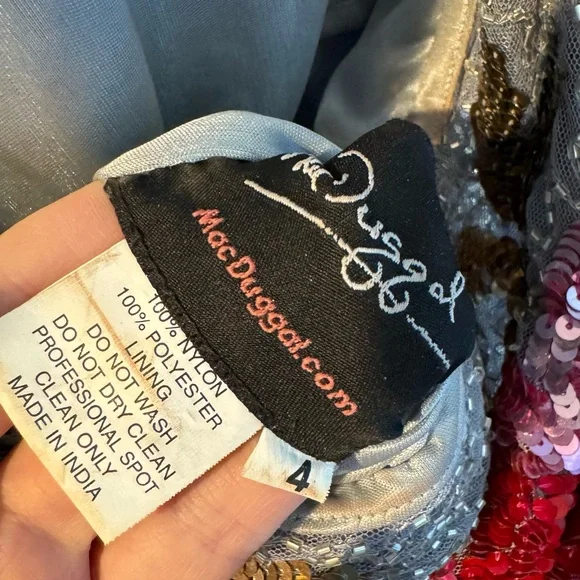 Mac Duggal
MacDuggal.com
100% NYLON
100% POLYESTER
LINING
DO NOT WASH
DO NOT DRY CLEAN
PROFESSIONAL SPOT
CLEAN ONLY
MADE IN INDIA
4